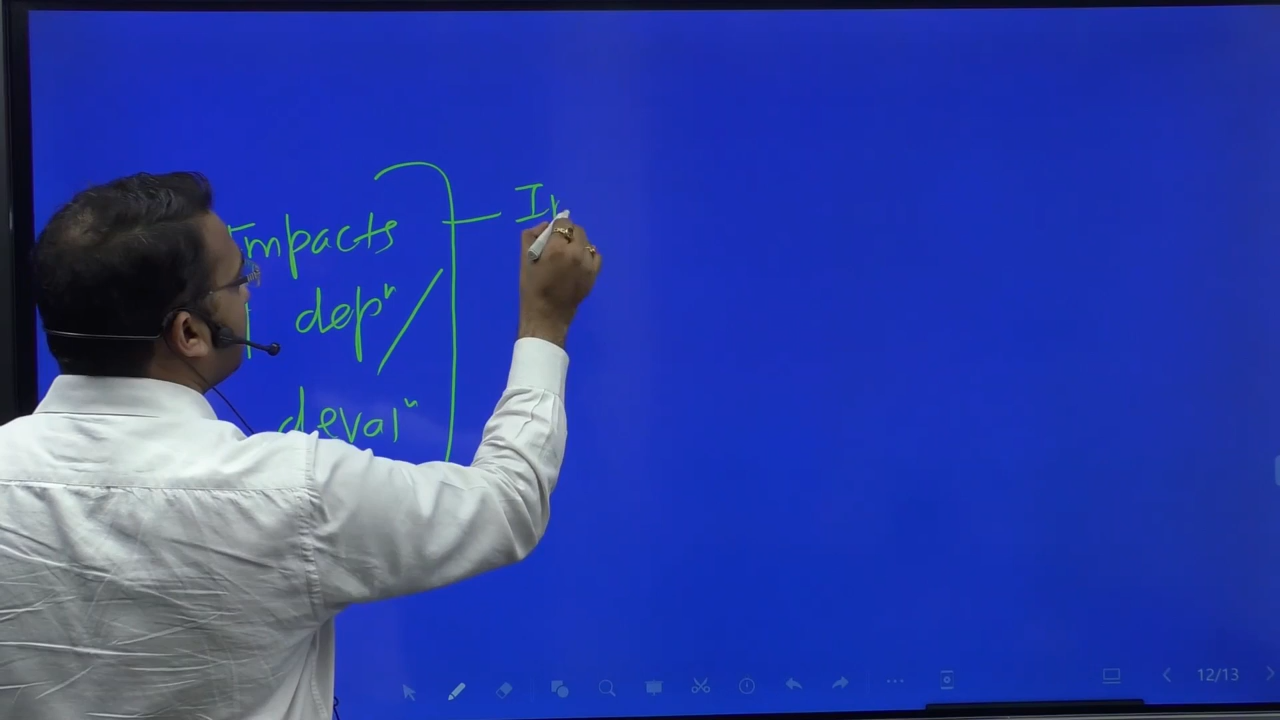 Impacts
depⁿ /
devalⁿ
12/13